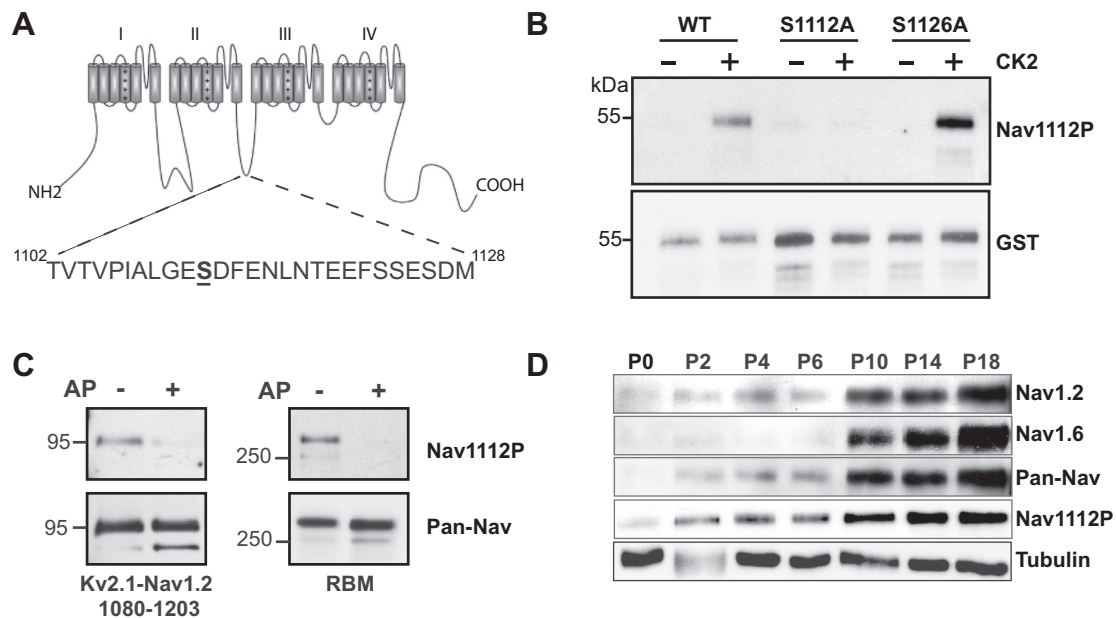 A
I II III IV
NH2
COOH
1102 1128
TVTVPIALGESDFENLNTEEFSSESDM
B
WT S1112A S1126A
– + – + – + CK2
kDa
55
Nav1112P
55
GST
C
AP - +
95
95
Kv2.1-Nav1.2
1080-1203
AP - +
250
Nav1112P
250
Pan-Nav
RBM
D
P0 P2 P4 P6 P10 P14 P18
Nav1.2
Nav1.6
Pan-Nav
Nav1112P
Tubulin